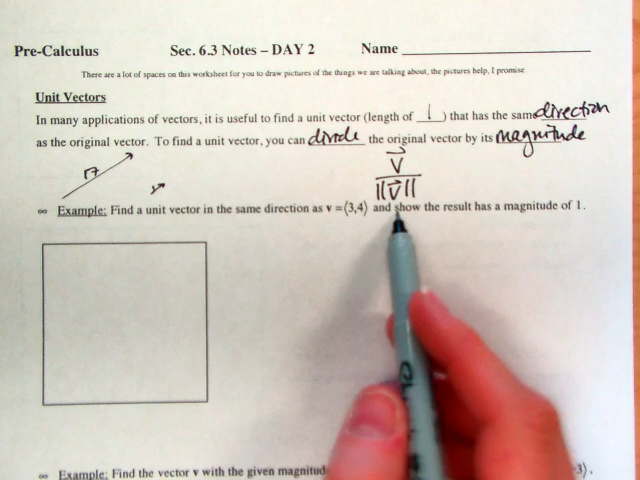 Pre-Calculus Sec. 6.3 Notes – DAY 2 Name
There are a lot of spaces on this worksheet for you to draw pictures of the things we are talking about, the pictures help, I promise
Unit Vectors
In many applications of vectors, it is useful to find a unit vector (length of 1 ) that has the same direction
as the original vector. To find a unit vector, you can divide the original vector by its magnitude
v⃗
||v⃗||
∞ Example: Find a unit vector in the same direction as v = ⟨3,4⟩ and show the result has a magnitude of 1.
∞ Example: Find the vector v with the given magnitud 3⟩.